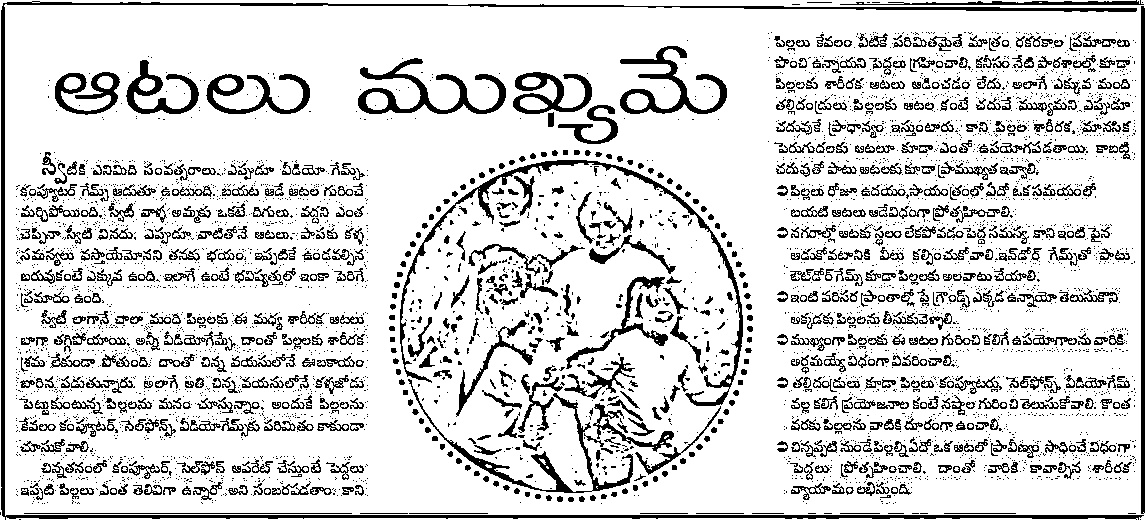 ఆటలు ముఖ్యమే
స్వీటీకి ఎనిమిది సంవత్సరాలు. ఎప్పుడూ వీడియో గేమ్స్,
కంప్యూటర్ గేమ్స్ ఆడుతూ ఉంటుంది. బయట ఆడే ఆటల గురించే
మర్చిపోయింది. స్వీటీ వాళ్ళ అమ్మకు ఒకటే దిగులు. వద్దని ఎంత
చెప్పినా స్వీటీ వినదు. ఎప్పుడూ వాటితోనే ఆటలు. పాపకు కళ్ళ
సమస్యలు వస్తాయేమోనని తనకు భయం. ఇప్పటికే ఉండవల్సిన
బరువుకంటే ఎక్కువ ఉంది. ఇలాగే ఉంటే భవిష్యత్తులో ఇంకా పెరిగే
ప్రమాదం ఉంది.
స్వీటీ లాగానే చాలా మంది పిల్లలకు ఈ మధ్య శారీరక ఆటలు
బాగా తగ్గిపోయాయి. అన్నీ వీడియోగేమ్సే. దాంతో పిల్లలకు శారీరక
శ్రమ లేకుండా పోతుంది. దాంతో చిన్న వయసులోనే ఊబకాయం
బారిన పడుతున్నారు. అలాగే అతి చిన్న వయసులోనే కళ్ళజోడు
పెట్టుకుంటున్న పిల్లలను మనం చూస్తున్నాం. అందుకే పిల్లలను
కేవలం కంప్యూటర్, సెల్‌ఫోన్స్, వీడియోగేమ్స్‌కు పరిమితం కాకుండా
చూసుకోవాలి.
చిన్నతనంలో కంప్యూటర్, సెల్‌ఫోన్ ఆపరేట్ చేస్తుంటే పెద్దలు
ఇప్పటి పిల్లలు ఎంత తెలివిగా ఉన్నారో అని సంబరపడతాం. కాని
పిల్లలు కేవలం వీటికే పరిమితమైతే మాత్రం రకరకాల ప్రమాదాలు
పొంచి ఉన్నాయని పెద్దలు గ్రహించాలి. కనీసం నేటి పాఠశాలల్లో కూడా
పిల్లలకు శారీరక ఆటలు ఆడించడం లేదు. అలాగే ఎక్కువ మంది
తల్లిదండ్రులు పిల్లలకు ఆటల కంటే చదువే ముఖ్యమని ఎప్పుడూ
చదువుకే ప్రాధాన్యం ఇస్తుంటారు. కాని పిల్లల శారీరక, మానసిక
పెరుగుదలకు ఆటలూ కూడా ఎంతో ఉపయోగపడతాయి. కాబట్టి
చదువుతో పాటు ఆటలకు కూడా ప్రాముఖ్యత ఇవ్వాలి.
➲ పిల్లలు రోజూ ఉదయం,సాయంత్రంలో ఏదో ఒక సమయంలో
బయటి ఆటలు ఆడేవిధంగా ప్రోత్సహించాలి.
➲ నగరాల్లో ఆటకు స్థలం లేకపోవడం పెద్ద సమస్య. కాని ఇంటి పైన
ఆడుకోవటానికి వీలు కల్పించుకోవాలి.ఇన్‌డోర్ గేమ్స్‌తో పాటు
ఔట్‌డోర్ గేమ్స్ కూడా పిల్లలకు అలవాటు చేయాలి.
➲ ఇంటి పరిసర ప్రాంతాల్లో ప్లే గ్రౌండ్స్ ఎక్కడ ఉన్నాయో తెలుసుకొని
అక్కడకు పిల్లలను తీసుకువెళ్ళాలి.
➲ ముఖ్యంగా పిల్లలకు ఈ ఆటల గురించి కలిగే ఉపయోగాలను వారికి
అర్థమయ్యే విధంగా వివరించాలి.
➲ తల్లిదండ్రులు కూడా పిల్లలు కంప్యూటర్లు, సెల్‌ఫోన్స్, వీడియోగేమ్
వల్ల కలిగే ప్రయోజనాల కంటే నష్టాల గురించి తెలుసుకోవాలి. కొంత
వరకు పిల్లలను వాటికి దూరంగా ఉంచాలి.
➲ చిన్నప్పటి నుండే పిల్లల్ని ఏదో ఒక ఆటలో ప్రావీణ్యం సాధించే విధంగా
పెద్దలు ప్రోత్సహించాలి. దాంతో వారికి కావాల్సిన శారీరక
వ్యాయామం లభిస్తుంది.